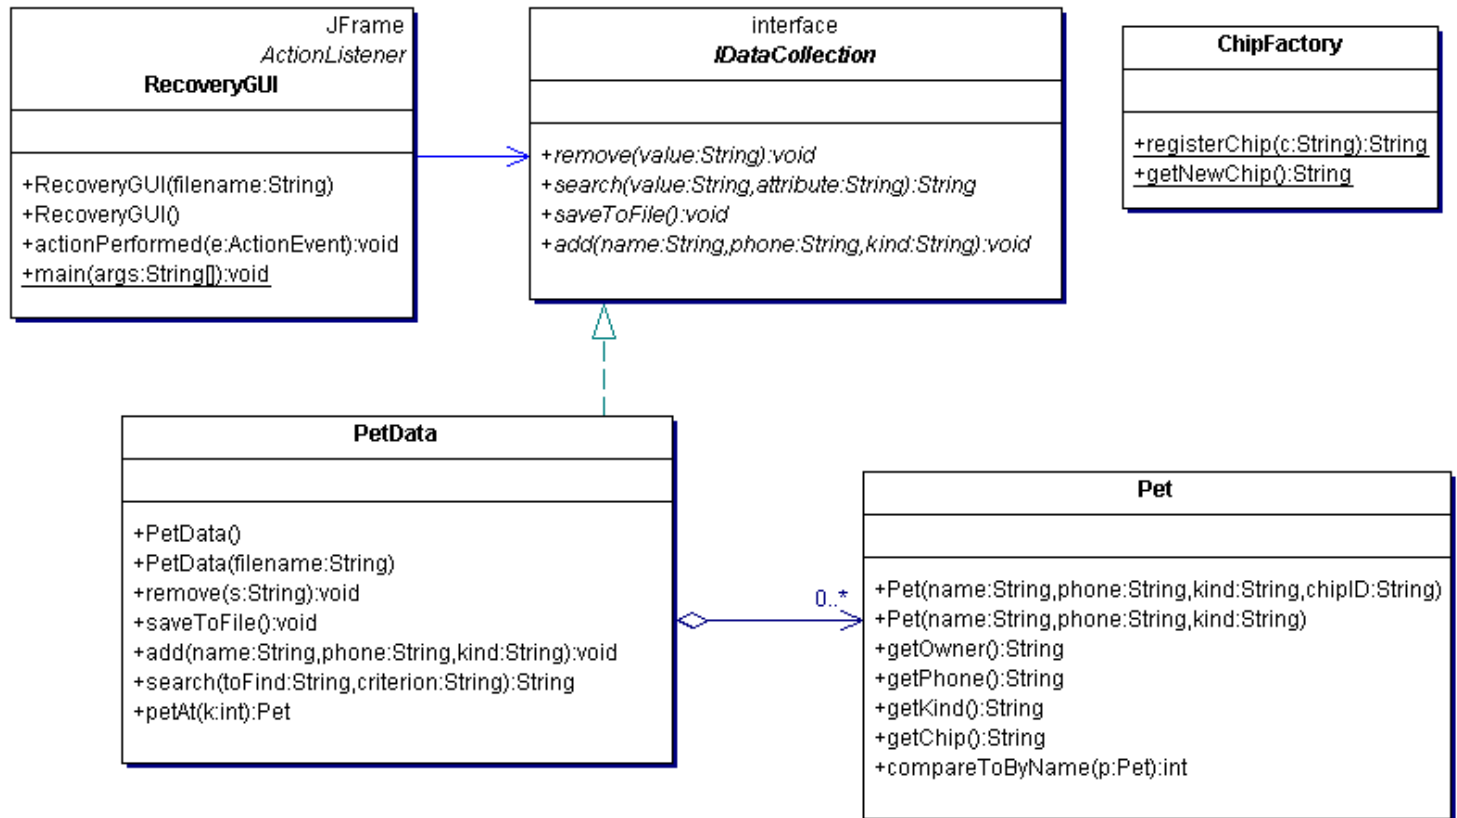 JFrame
ActionListener
RecoveryGUI
+RecoveryGUI(filename:String)
+RecoveryGUI()
+actionPerformed(e:ActionEvent):void
+main(args:String[]):void
interface
IDataCollection
+remove(value:String):void
+search(value:String,attribute:String):String
+saveToFile():void
+add(name:String,phone:String,kind:String):void
ChipFactory
+registerChip(c:String):String
+getNewChip():String
PetData
+PetData()
+PetData(filename:String)
+remove(s:String):void
+saveToFile():void
+add(name:String,phone:String,kind:String):void
+search(toFind:String,criterion:String):String
+petAt(k:int):Pet
0..*
Pet
+Pet(name:String,phone:String,kind:String,chipID:String)
+Pet(name:String,phone:String,kind:String)
+getOwner():String
+getPhone():String
+getKind():String
+getChip():String
+compareToByName(p:Pet):int